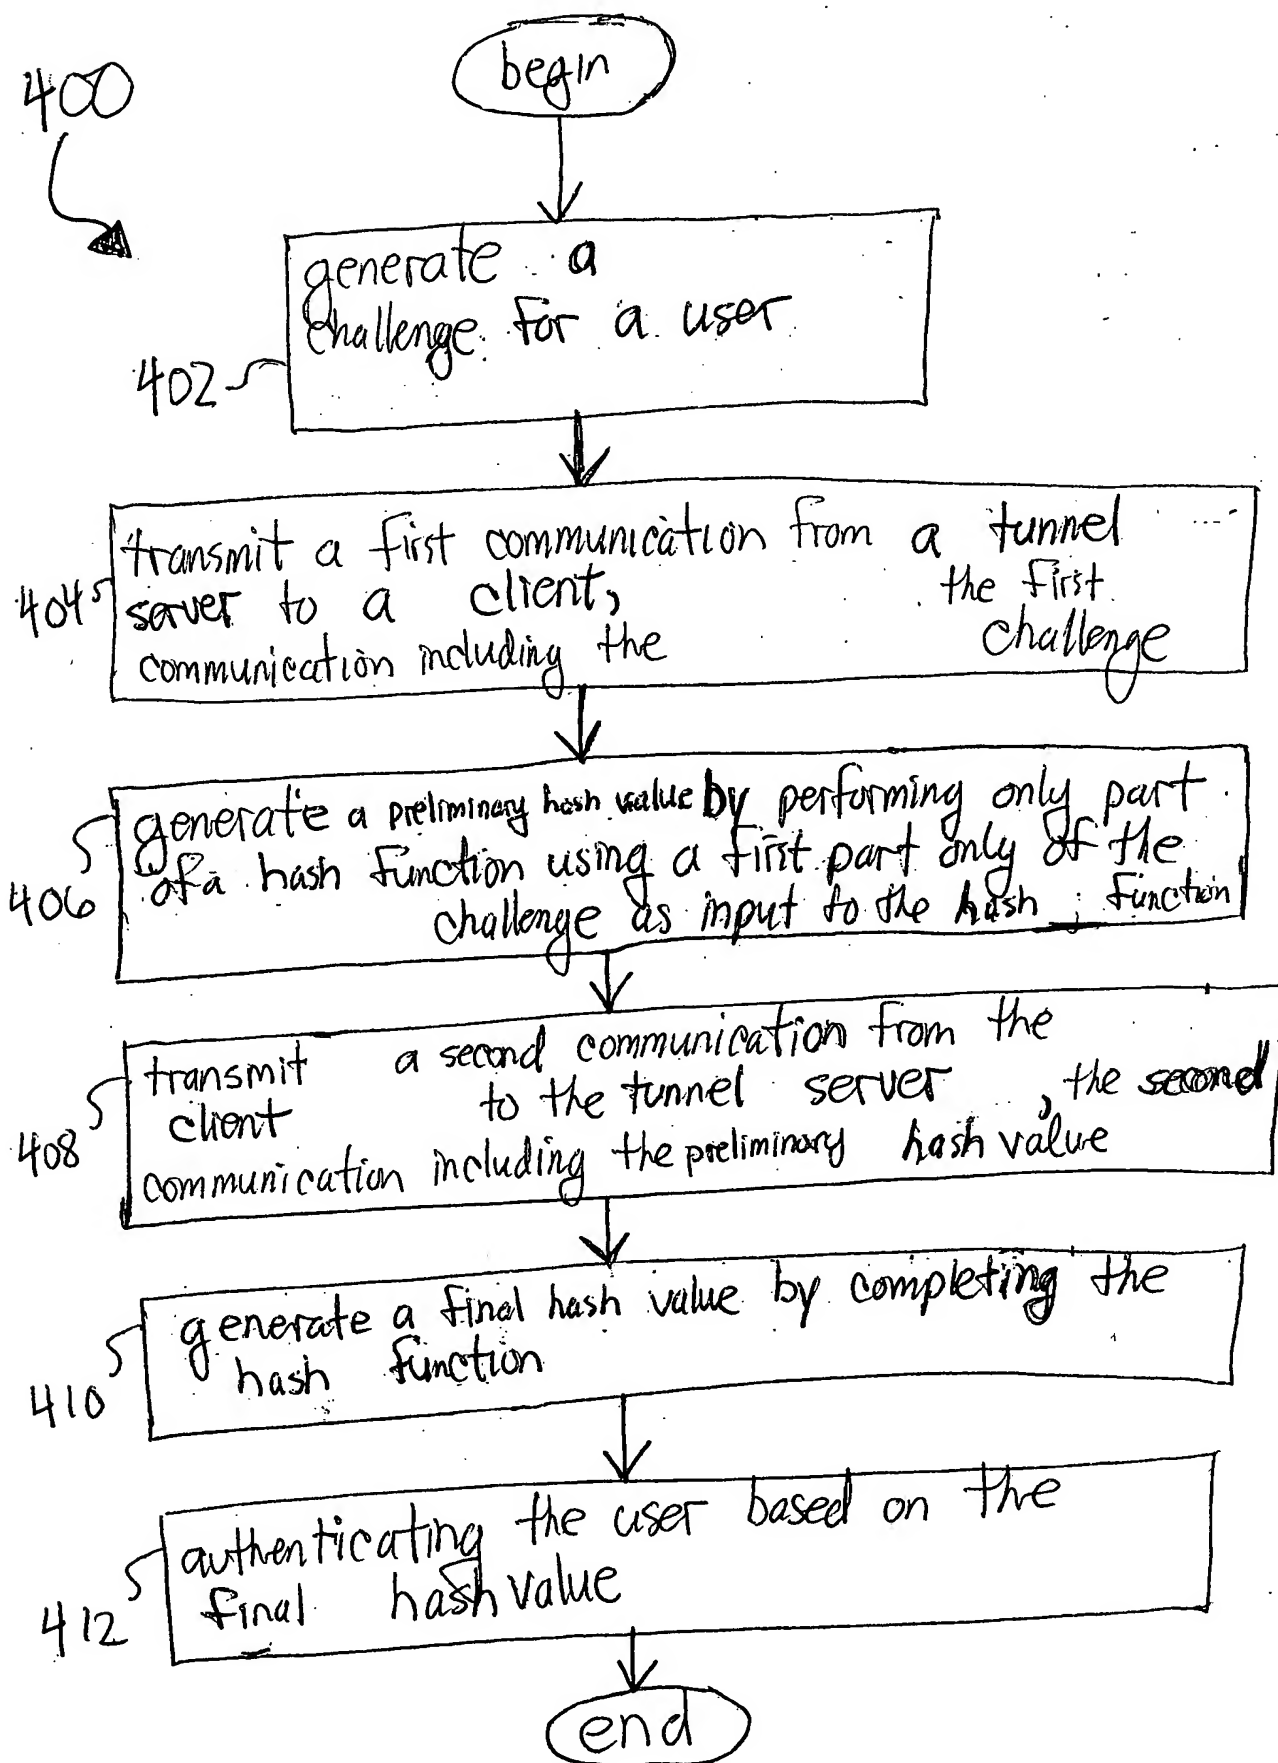 begin
400
generate a
challenge for a user
402
transmit a first communication from a tunnel
server to a client, the first
communication including the challenge
404
generate a preliminary hash value by performing only part
of a hash function using a first part only of the
challenge as input to the hash function
406
transmit a second communication from the
client to the tunnel server, the second
communication including the preliminary hash value
408
generate a final hash value by completing the
hash function
410
authenticating the user based on the
final hash value
412
end